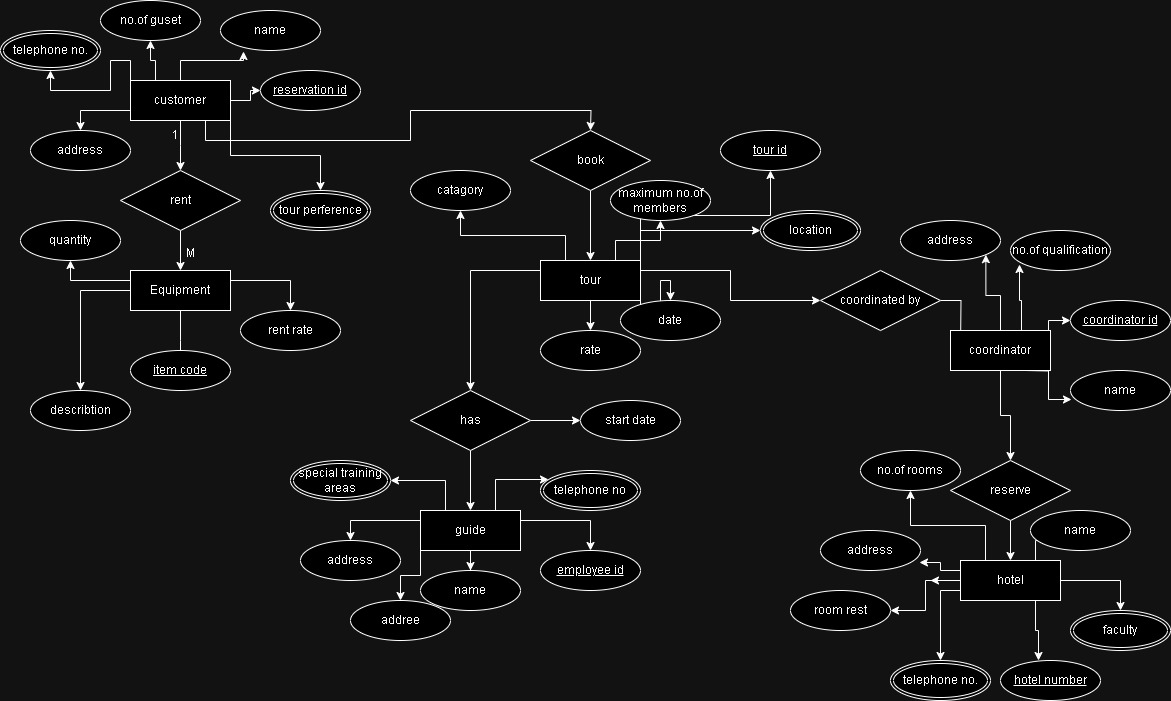 no.of guset
name
telephone no.
reservation id
customer
address
1
rent
tour perference
M
quantity
Equipment
rent rate
item code
describtion
book
tour id
catagory
maximum no.of
members
location
tour
date
rate
coordinated by
address
no.of qualification
coordinator id
coordinator
name
has
start date
special training
areas
telephone no
guide
address
employee id
name
addree
no.of rooms
reserve
name
address
hotel
room rest
faculty
telephone no.
hotel number